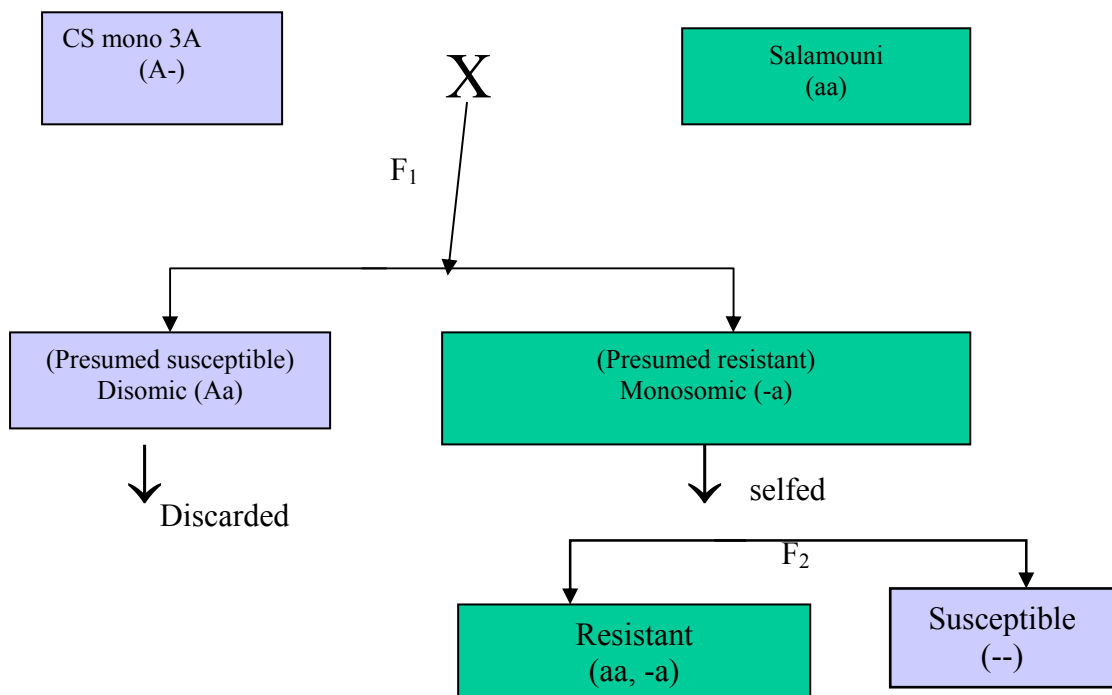 CS mono 3A
(A-)
X
Salamouni
(aa)
F₁
(Presumed susceptible)
Disomic (Aa)
(Presumed resistant)
Monosomic (-a)
Discarded
selfed
F₂
Resistant
(aa, -a)
Susceptible
(--)